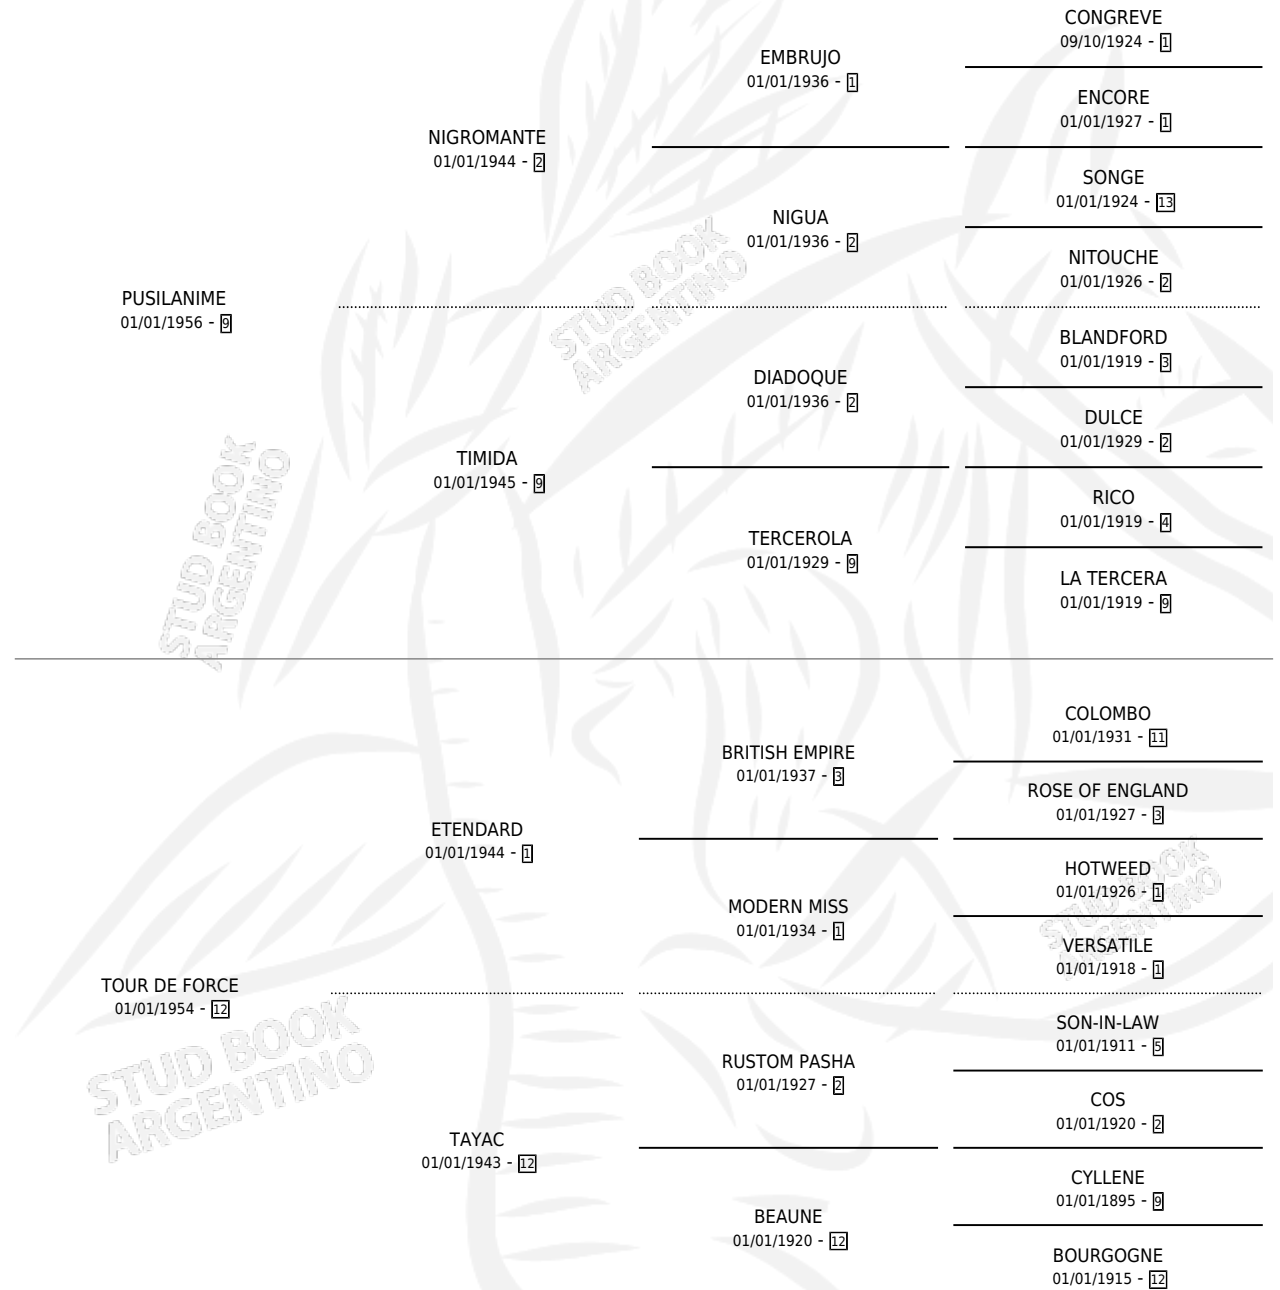 CONGREVE
09/10/1924 - 1
EMBRUJO
01/01/1936 - 1
ENCORE
01/01/1927 - 1
NIGROMANTE
01/01/1944 - 2
SONGE
01/01/1924 - 13
NIGUA
01/01/1936 - 2
NITOUCHE
01/01/1926 - 2
PUSILANIME
01/01/1956 - 9
STUD BOOK
ARGENTINO
BLANDFORD
01/01/1919 - 3
DIADOQUE
01/01/1936 - 2
DULCE
01/01/1929 - 2
TIMIDA
01/01/1945 - 9
RICO
01/01/1919 - 4
TERCEROLA
01/01/1929 - 9
LA TERCERA
01/01/1919 - 9
STUD BOOK
ARGENTINO
COLOMBO
01/01/1931 - 11
BRITISH EMPIRE
01/01/1937 - 3
ROSE OF ENGLAND
01/01/1927 - 3
ETENDARD
01/01/1944 - 1
HOTWEED
01/01/1926 - 1
MODERN MISS
01/01/1934 - 1
VERSATILE
01/01/1918 - 1
STUD BOOK
ARGENTINO
TOUR DE FORCE
01/01/1954 - 12
STUD BOOK
ARGENTINO
SON-IN-LAW
01/01/1911 - 5
RUSTOM PASHA
01/01/1927 - 2
COS
01/01/1920 - 2
TAYAC
01/01/1943 - 12
CYLLENE
01/01/1895 - 9
BEAUNE
01/01/1920 - 12
BOURGOGNE
01/01/1915 - 12